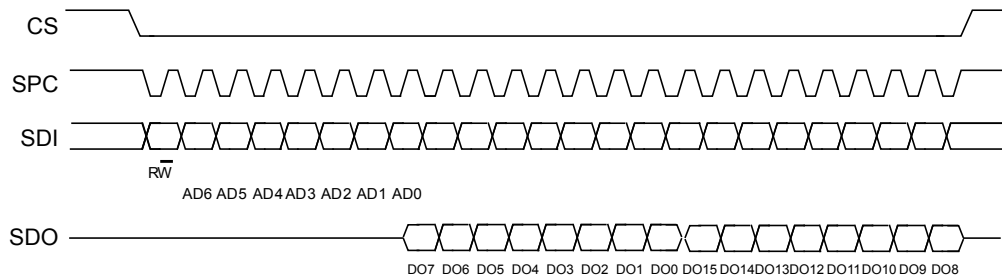 CS
SPC
SDI
RW̅
AD6 AD5 AD4 AD3 AD2 AD1 AD0
SDO
DO7 DO6 DO5 DO4 DO3 DO2 DO1 DO0 DO15 DO14 DO13 DO12 DO11 DO10 DO9 DO8